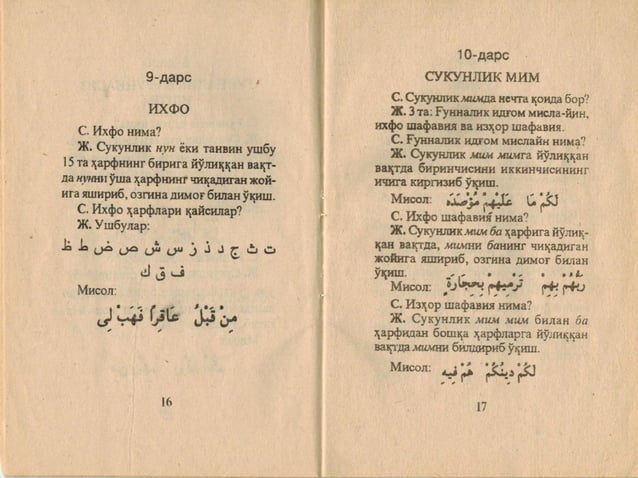 9-дарс
ИХФО
С. Ихфо нима?
Ж. Сукунлик нун ёки танвин ушбу
15 та ҳарфнинг бирига йўлиққан вақт-
да нунни ўша ҳарфнинг чиқадиган жой-
ига яшириб, озгина димоғ билан ўқиш.
С. Ихфо ҳарфлари қайсилар?
Ж. Ушбулар:
ت ث ج د ذ ز س ش ص ض ط ظ
ف ق ك
Мисол:
مِنْ قَبْلُ عَاقِرًا فَهَبْ لِى
16
10-дарс
СУКУНЛИК МИМ
С. Сукунлик мимда нечта қоида бор?
Ж. 3 та: Ғунналик идғом мисла-йин,
ихфо шафавия ва изҳор шафавия.
С. Ғунналик идғом мислайн нима?
Ж. Сукунлик мим мимга йўлиққан
вақтда биринчисини иккинчисининг
ичига киргизиб ўқиш.
Мисол: لَكُمْ مَا عَلَيْهِمْ مُؤْصَدَةٌ
С. Ихфо шафавия нима?
Ж. Сукунлик мим ба ҳарфига йўлиқ-
қан вақтда, мимни банинг чиқадиган
жойига яшириб, озгина димоғ билан
ўқиш.
Мисол: رَبُّهُمْ بِهِمْ تَرْمِيهِمْ بِحِجَارَةٍ
С. Изҳор шафавия нима?
Ж. Сукунлик мим мим билан ба
ҳарфидан бошқа ҳарфларга йўлиққан
вақтда мимни билдириб ўқиш.
Мисол: لَكُمْ دِينُكُمْ هُمْ فِيهِ
17